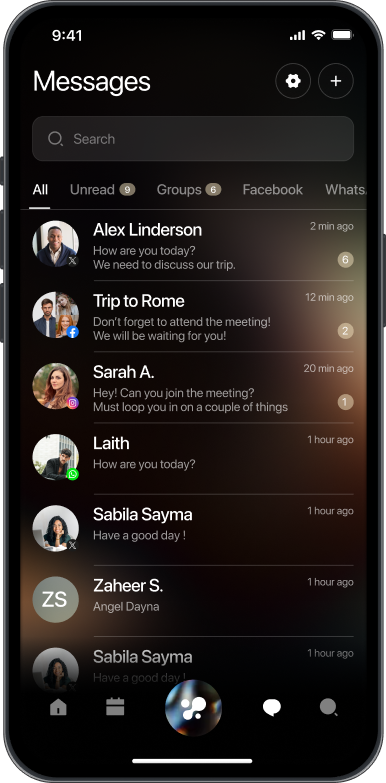 9:41
Messages
Search
All Unread 9 Groups 6 Facebook Whats
Alex Linderson 2 min ago
How are you today?
We need to discuss our trip. 6
Trip to Rome 12 min ago
Don't forget to attend the meeting!
We will be waiting for you! 2
Sarah A. 20 min ago
Hey! Can you join the meeting?
Must loop you in on a couple of things 1
Laith 1 hour ago
How are you today?
Sabila Sayma 1 hour ago
Have a good day !
ZS
Zaheer S. 1 hour ago
Angel Dayna
Sabila Sayma 1 hour ago
Have a good day !